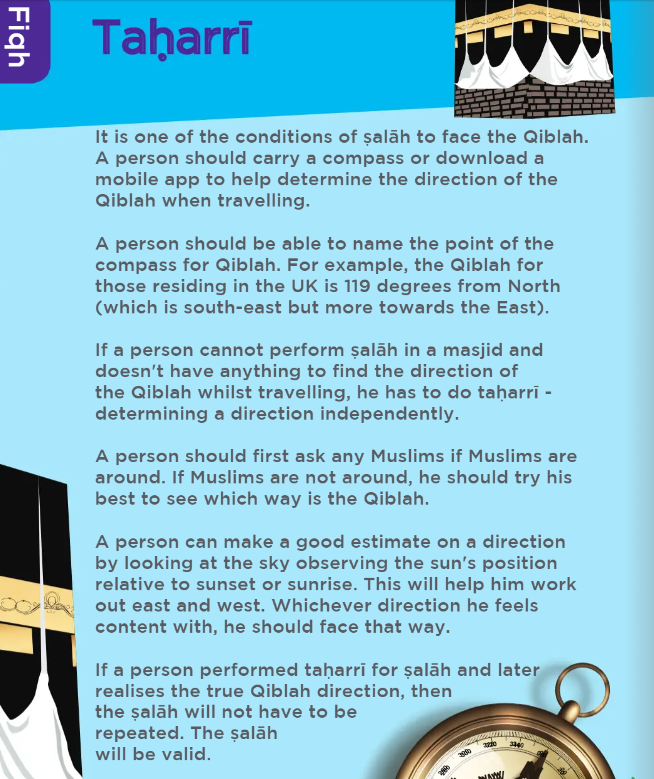 Fiqh
Taḥarrī
It is one of the conditions of ṣalāh to face the Qiblah.
A person should carry a compass or download a
mobile app to help determine the direction of the
Qiblah when travelling.
A person should be able to name the point of the
compass for Qiblah. For example, the Qiblah for
those residing in the UK is 119 degrees from North
(which is south-east but more towards the East).
If a person cannot perform ṣalāh in a masjid and
doesn't have anything to find the direction of
the Qiblah whilst travelling, he has to do taḥarrī -
determining a direction independently.
A person should first ask any Muslims if Muslims are
around. If Muslims are not around, he should try his
best to see which way is the Qiblah.
A person can make a good estimate on a direction
by looking at the sky observing the sun's position
relative to sunset or sunrise. This will help him work
out east and west. Whichever direction he feels
content with, he should face that way.
If a person performed taḥarrī for ṣalāh and later
realises the true Qiblah direction, then
the ṣalāh will not have to be
repeated. The ṣalāh
will be valid.